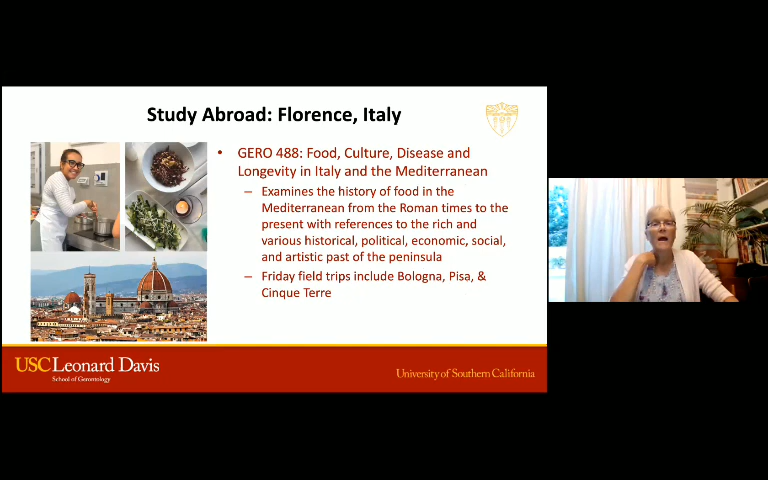 Study Abroad: Florence, Italy
• GERO 488: Food, Culture, Disease and
Longevity in Italy and the Mediterranean
– Examines the history of food in the
Mediterranean from the Roman times to the
present with references to the rich and
various historical, political, economic, social,
and artistic past of the peninsula
– Friday field trips include Bologna, Pisa, &
Cinque Terre
USC Leonard Davis
School of Gerontology
University of Southern California